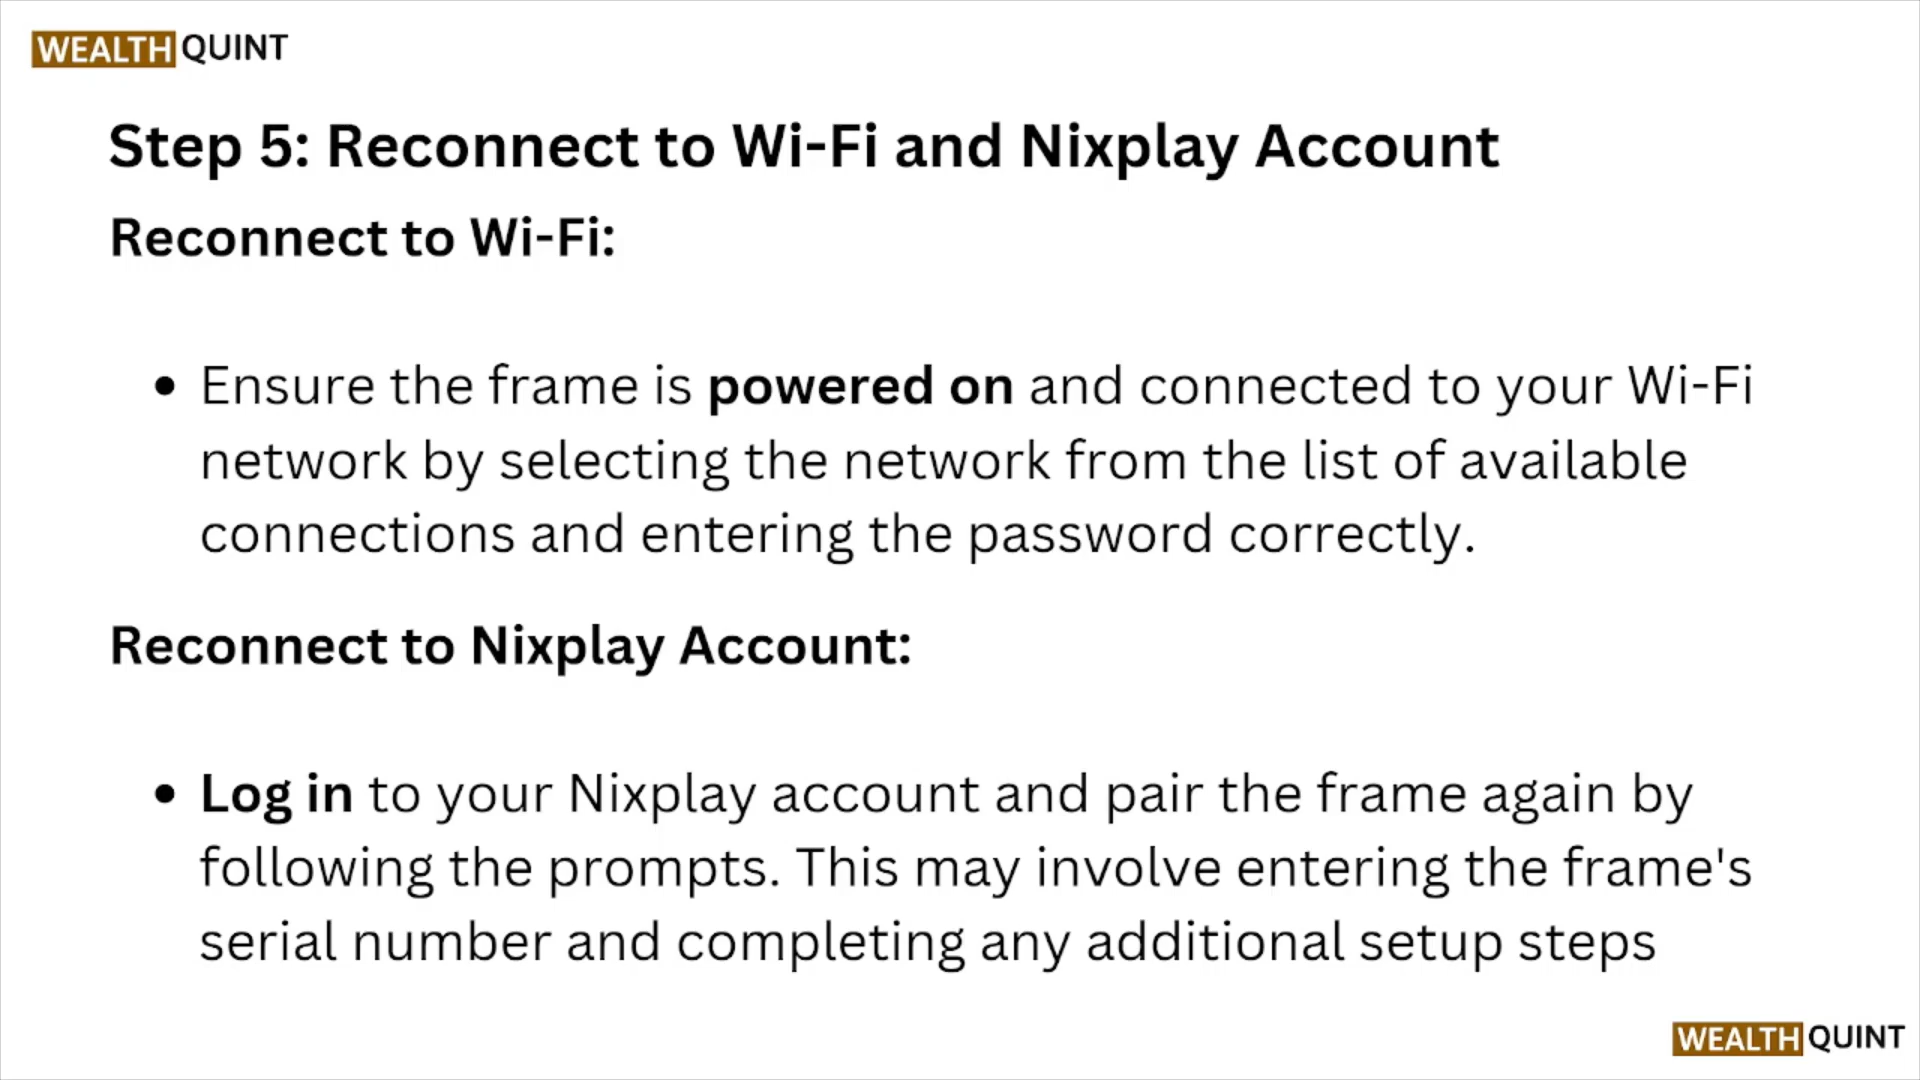 WEALTH QUINT
Step 5: Reconnect to Wi-Fi and Nixplay Account
Reconnect to Wi-Fi:
• Ensure the frame is powered on and connected to your Wi-Fi
network by selecting the network from the list of available
connections and entering the password correctly.
Reconnect to Nixplay Account:
• Log in to your Nixplay account and pair the frame again by
following the prompts. This may involve entering the frame's
serial number and completing any additional setup steps
WEALTH QUINT